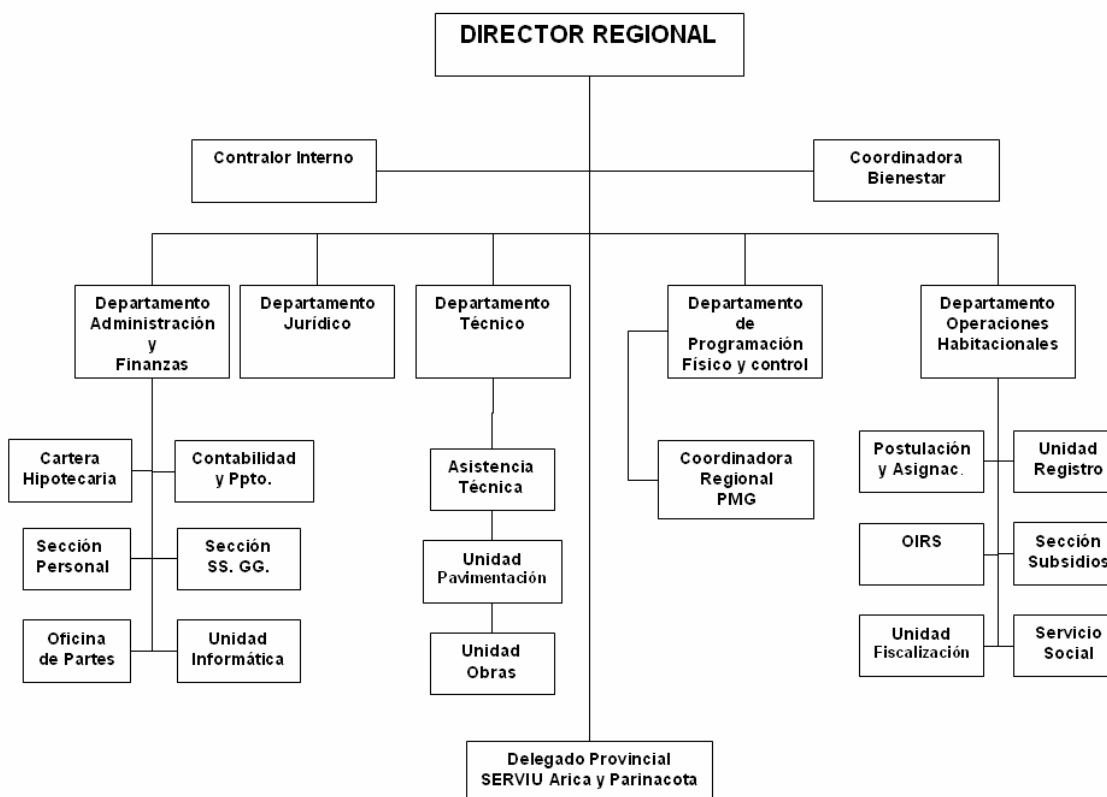 DIRECTOR REGIONAL
Contralor Interno
Coordinadora
Bienestar
Departamento
Administración
y
Finanzas
Departamento
Jurídico
Departamento
Técnico
Departamento
de
Programación
Físico y control
Departamento
Operaciones
Habitacionales
Cartera
Hipotecaria
Contabilidad
y Ppto.
Sección
Personal
Sección
SS. GG.
Oficina
de Partes
Unidad
Informática
Asistencia
Técnica
Unidad
Pavimentación
Unidad
Obras
Coordinadora
Regional
PMG
Postulación
y Asignac.
Unidad
Registro
OIRS
Sección
Subsidios
Unidad
Fiscalización
Servicio
Social
Delegado Provincial
SERVIU Arica y Parinacota